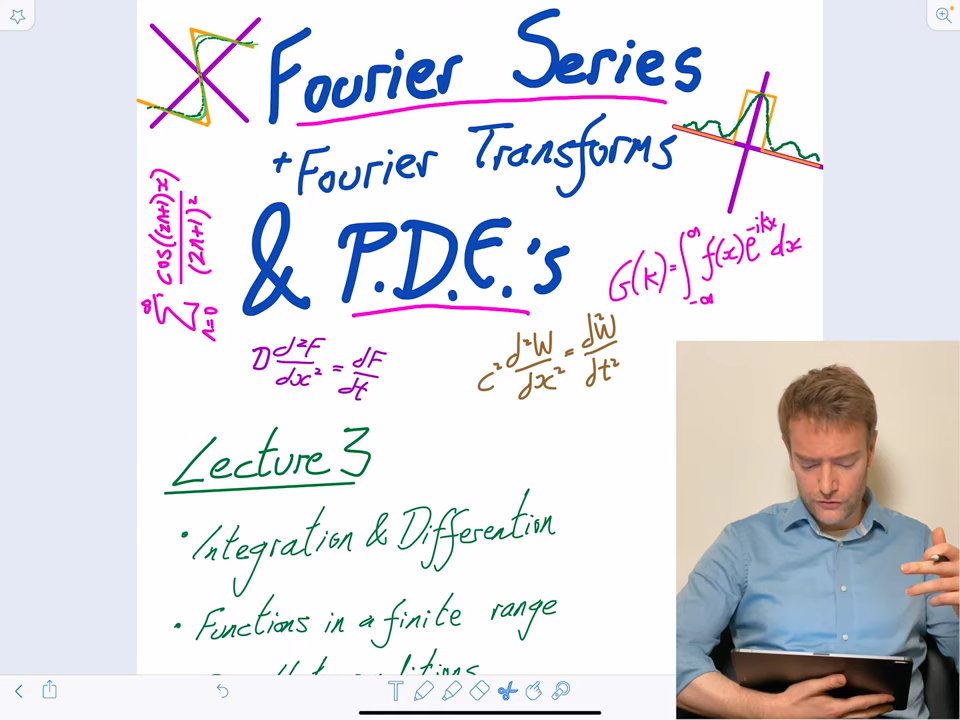 Fourier Series
+ Fourier Transforms
& P.D.E.'s
∑_{n=0}^{∞} cos((2n+1)x)/(2n+1)²
G(k)=∫_{-∞}^{∞} f(x)e^{-ikx}dx
D d²F/dx² = dF/dt
c² d²W/dx² = d²W/dt²
Lecture 3
• Integration & Differention
• Functions in a finite range